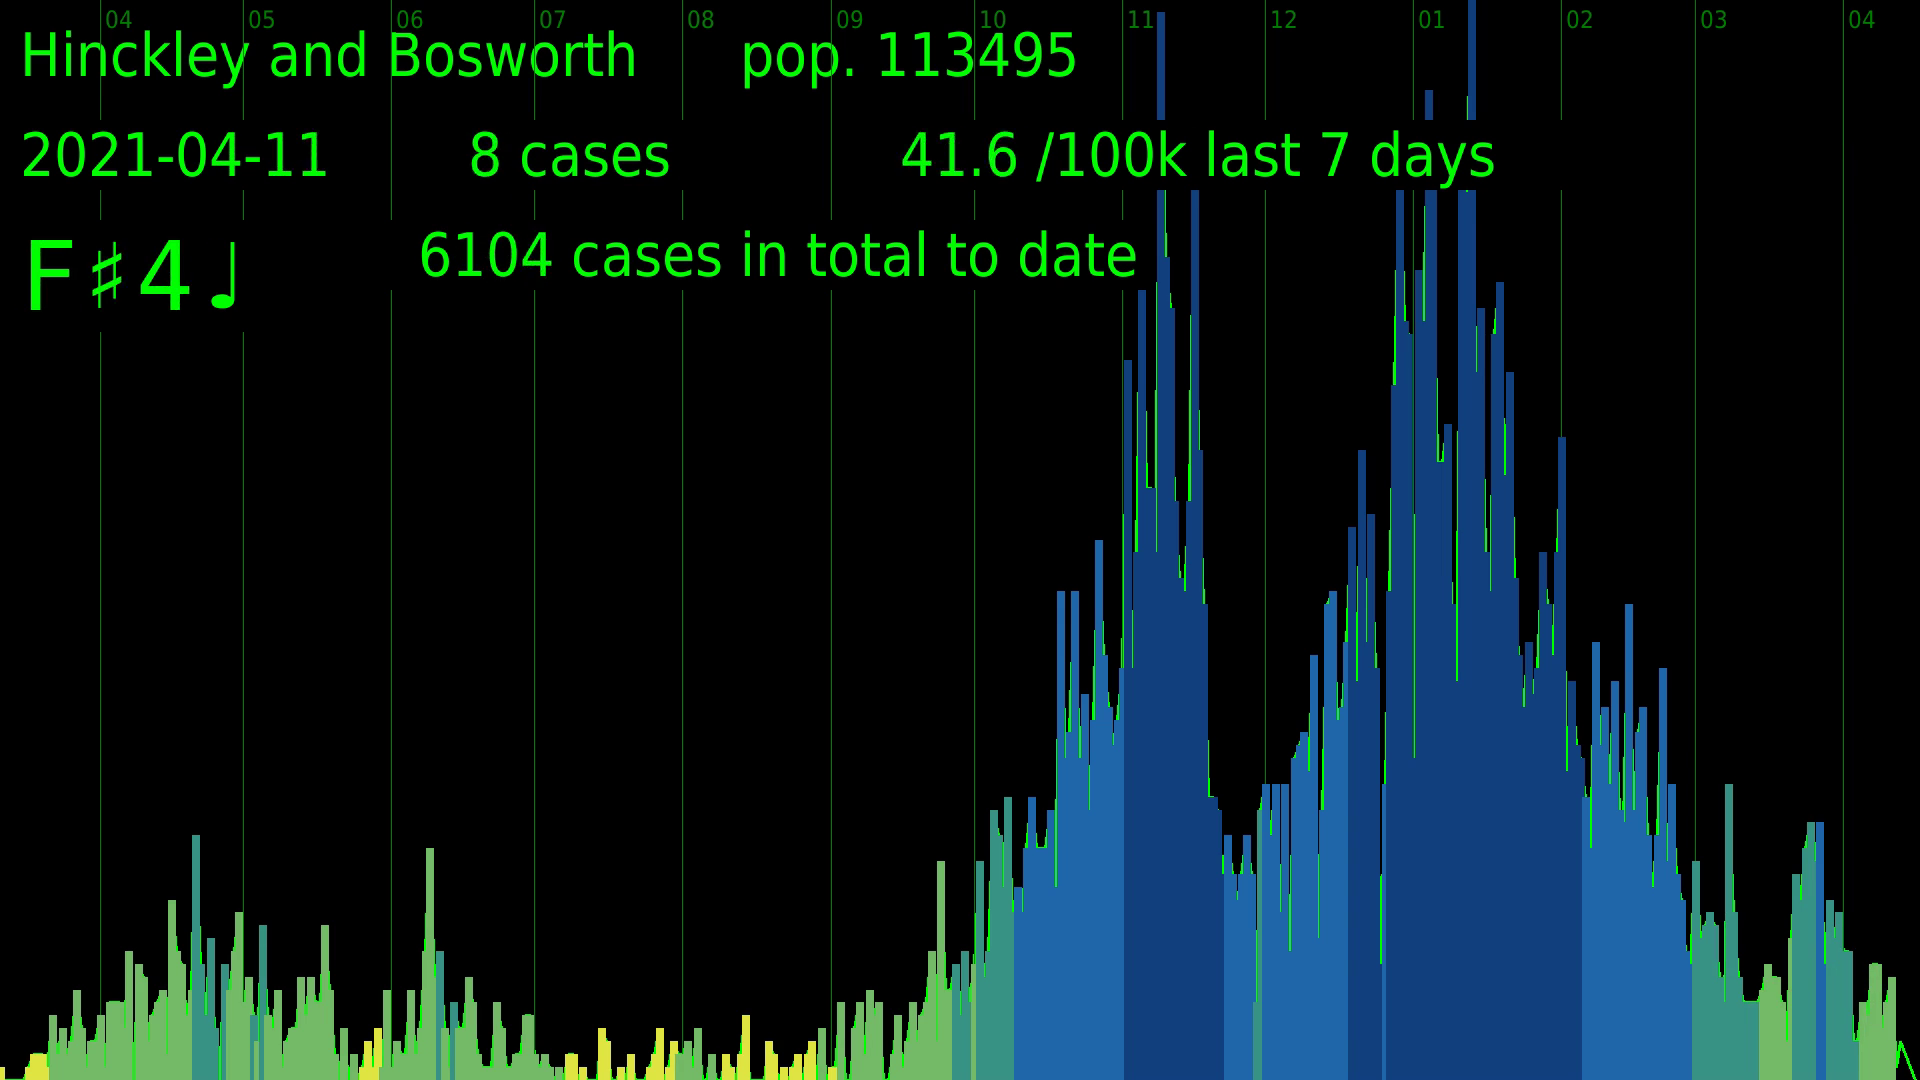 04 05 06 07 08 09 10 11 12 01 02 03 04
Hinckley and Bosworth pop. 113495
2021-04-11 8 cases 41.6 /100k last 7 days
F♯4♩ 6104 cases in total to date